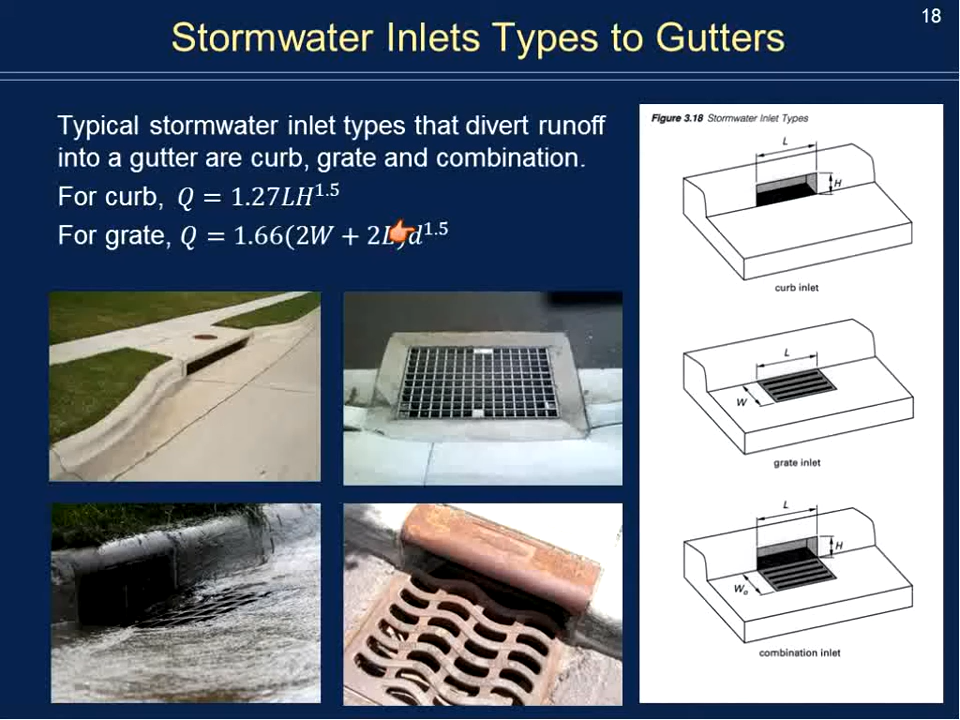 18
Stormwater Inlets Types to Gutters
Typical stormwater inlet types that divert runoff
into a gutter are curb, grate and combination.
For curb, Q = 1.27LH^1.5
For grate, Q = 1.66(2W + 2L)d^1.5
Figure 3.18 Stormwater Inlet Types
L
H
curb inlet
L
W
grate inlet
L
H
Wo
combination inlet